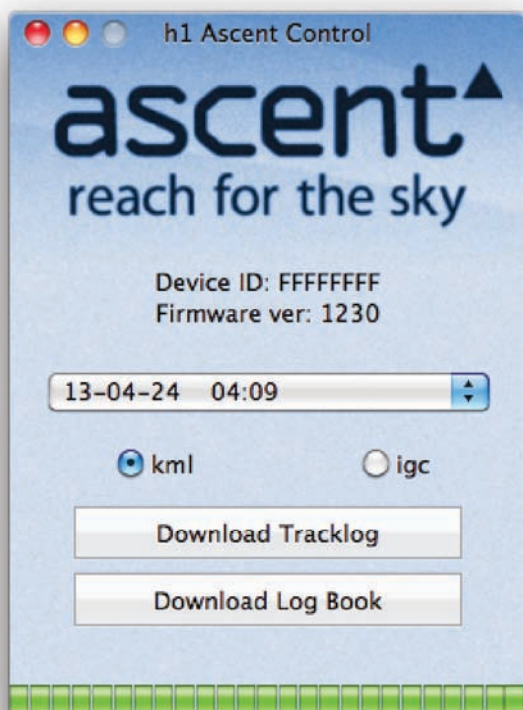 h1 Ascent Control
ascent
reach for the sky
Device ID: FFFFFFFF
Firmware ver: 1230
13-04-24 04:09
kml igc
Download Tracklog
Download Log Book